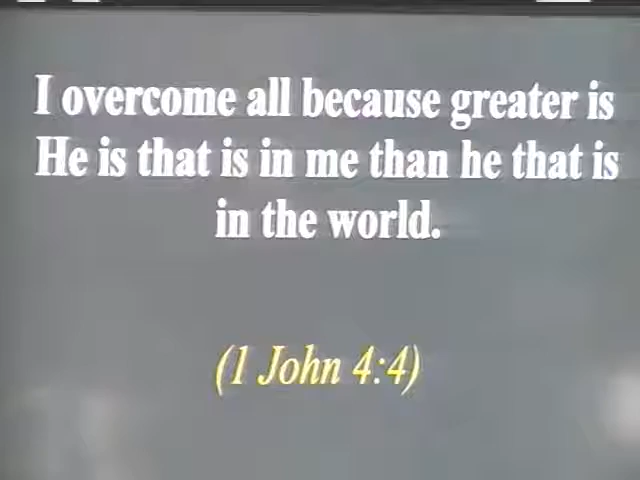 I overcome all because greater is
He is that is in me than he that is
in the world.
(1 John 4:4)